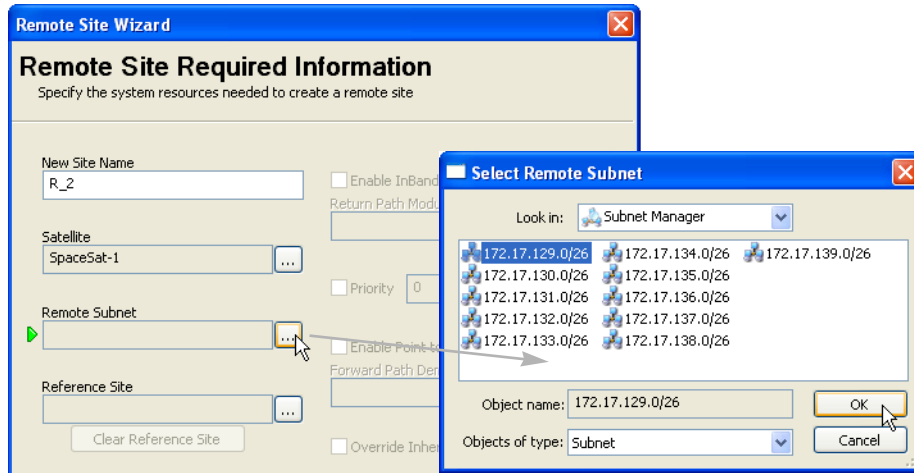 Remote Site Wizard
Remote Site Required Information
Specify the system resources needed to create a remote site
New Site Name
R_2
Enable InBand
Return Path Modu
Satellite
SpaceSat-1
...
Priority 0
Remote Subnet
...
Enable Point to
Forward Path Dem
Reference Site
...
Clear Reference Site
Override Inher
Select Remote Subnet
Look in: Subnet Manager
172.17.129.0/26 172.17.134.0/26 172.17.139.0/26
172.17.130.0/26 172.17.135.0/26
172.17.131.0/26 172.17.136.0/26
172.17.132.0/26 172.17.137.0/26
172.17.133.0/26 172.17.138.0/26
Object name: 172.17.129.0/26 OK
Objects of type: Subnet Cancel